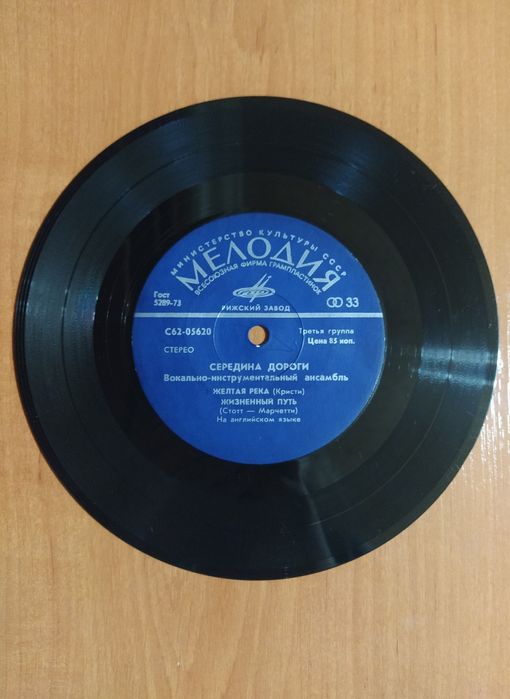 МИНИСТЕРСТВО КУЛЬТУРЫ СССР
МЕЛОДИЯ
ВСЕСОЮЗНАЯ ФИРМА ГРАМПЛАСТИНОК
Гост
5289-73
33
РИЖСКИЙ ЗАВОД
С62-05620
Третья группа
Цена 85 коп.
СТЕРЕО
СЕРЕДИНА ДОРОГИ
Вокально-инструментальный ансамбль
ЖЕЛТАЯ РЕКА (Кристи)
ЖИЗНЕННЫЙ ПУТЬ
(Стотт — Марчетти)
На английском языке